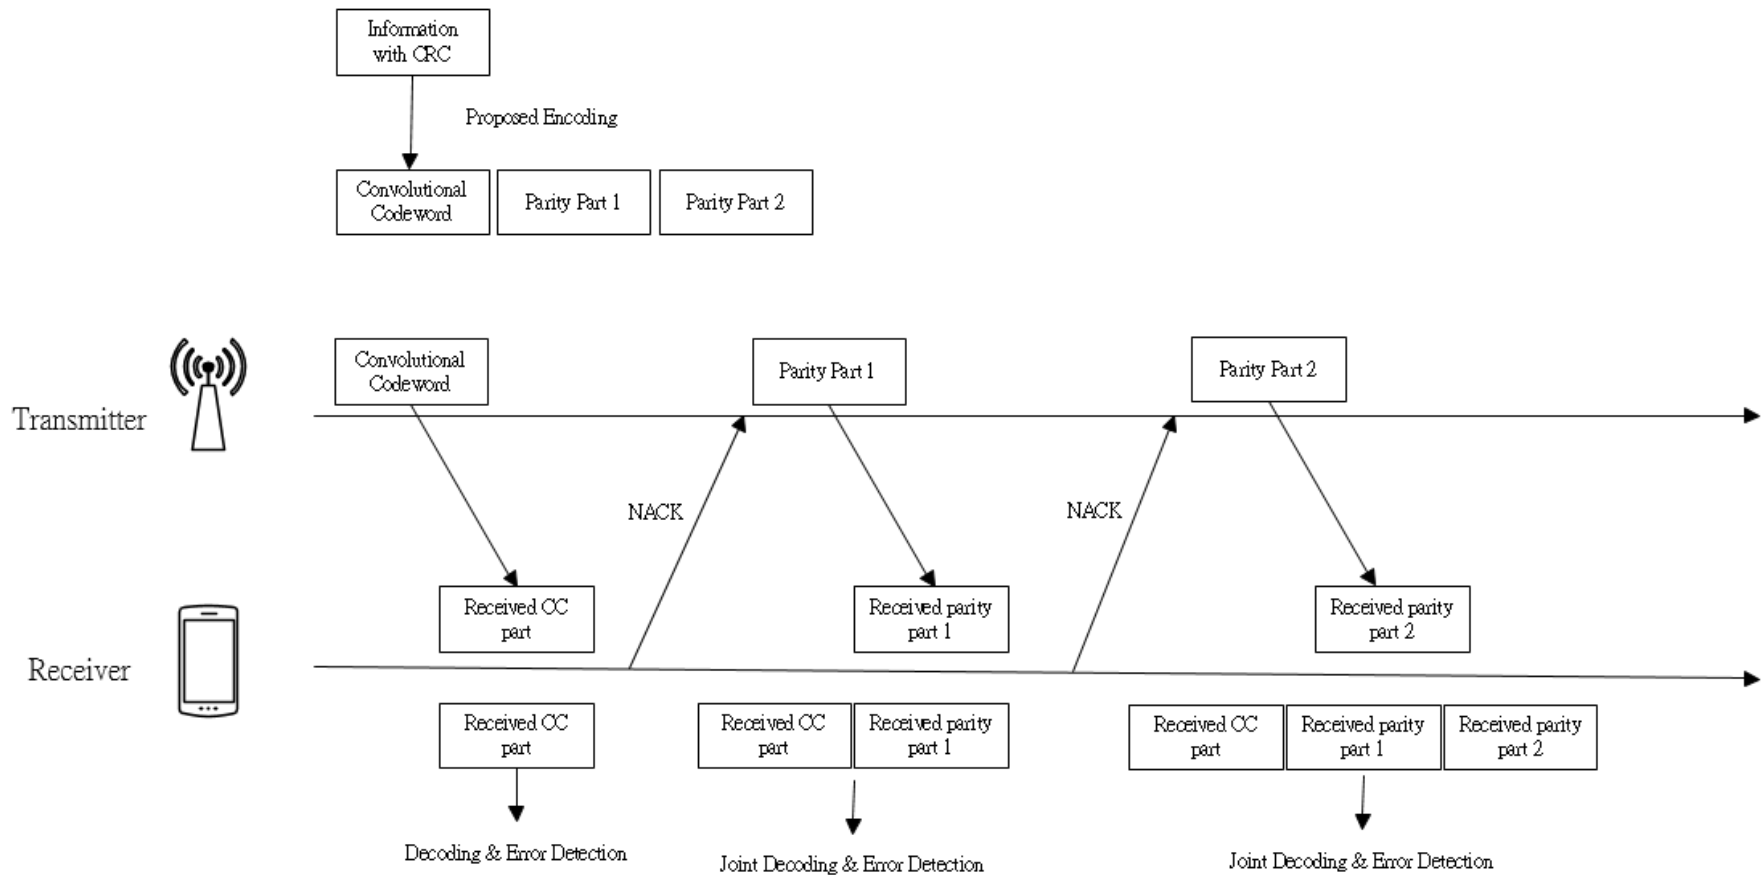 Information
with CRC
Proposed Encoding
Convolutional
Codeword
Parity Part 1
Parity Part 2
Convolutional
Codeword
Parity Part 1
Parity Part 2
Transmitter
NACK
NACK
Received CC
part
Received parity
part 1
Received parity
part 2
Receiver
Received CC
part
Received CC
part
Received parity
part 1
Received CC
part
Received parity
part 1
Received parity
part 2
Decoding & Error Detection
Joint Decoding & Error Detection
Joint Decoding & Error Detection